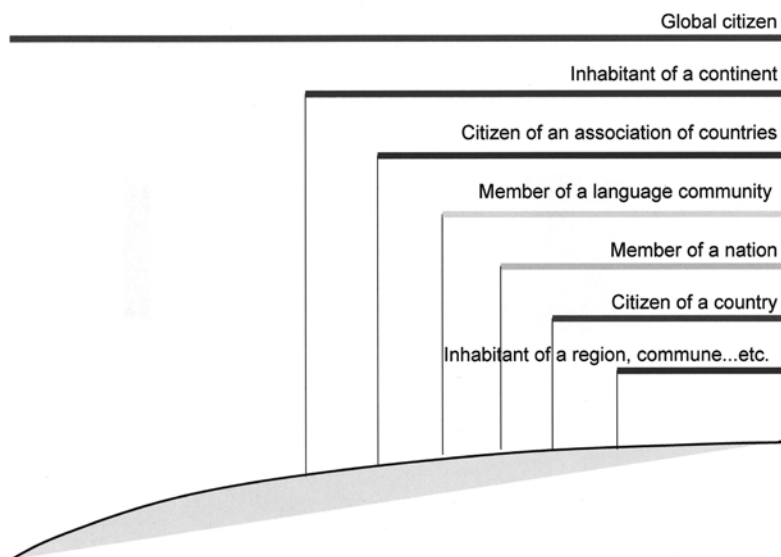 Global citizen
Inhabitant of a continent
Citizen of an association of countries
Member of a language community
Member of a nation
Citizen of a country
Inhabitant of a region, commune...etc.